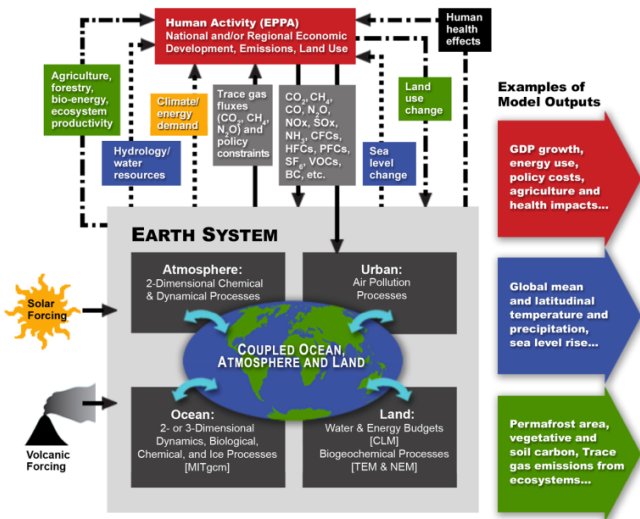 Human Activity (EPPA)
National and/or Regional Economic
Development, Emissions, Land Use
Human
health
effects
Agriculture,
forestry,
bio-energy,
ecosystem
productivity
Climate/
energy
demand
Hydrology/
water
resources
Trace gas
fluxes
(CO2, CH4,
N2O) and
policy
constraints
CO2, CH4,
CO, N2O,
NOx, SOx,
NH3, CFCs,
HFCs, PFCs,
SF6, VOCs,
BC, etc.
Sea
level
change
Land
use
change
Examples of
Model Outputs
GDP growth,
energy use,
policy costs,
agriculture and
health impacts...
Global mean
and latitudinal
temperature and
precipitation,
sea level rise...
Permafrost area,
vegetative and
soil carbon, Trace
gas emissions from
ecosystems...
EARTH SYSTEM
Atmosphere:
2-Dimensional Chemical
& Dynamical Processes
Urban:
Air Pollution
Processes
Solar
Forcing
COUPLED OCEAN,
ATMOSPHERE AND LAND
Volcanic
Forcing
Ocean:
2- or 3-Dimensional
Dynamics, Biological,
Chemical, and Ice Processes
[MITgcm]
Land:
Water & Energy Budgets
[CLM]
Biogeochemical Processes
[TEM & NEM]